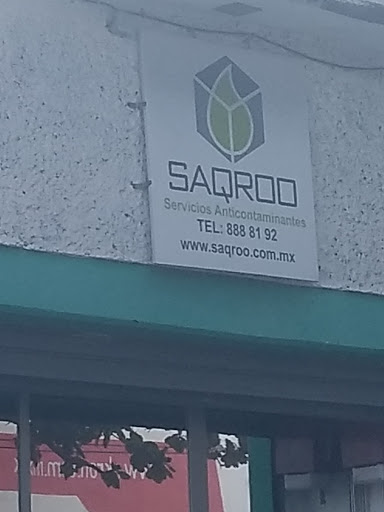 SAQROO
Servicios Anticontaminantes
TEL: 888 81 92
www.saqroo.com.mx